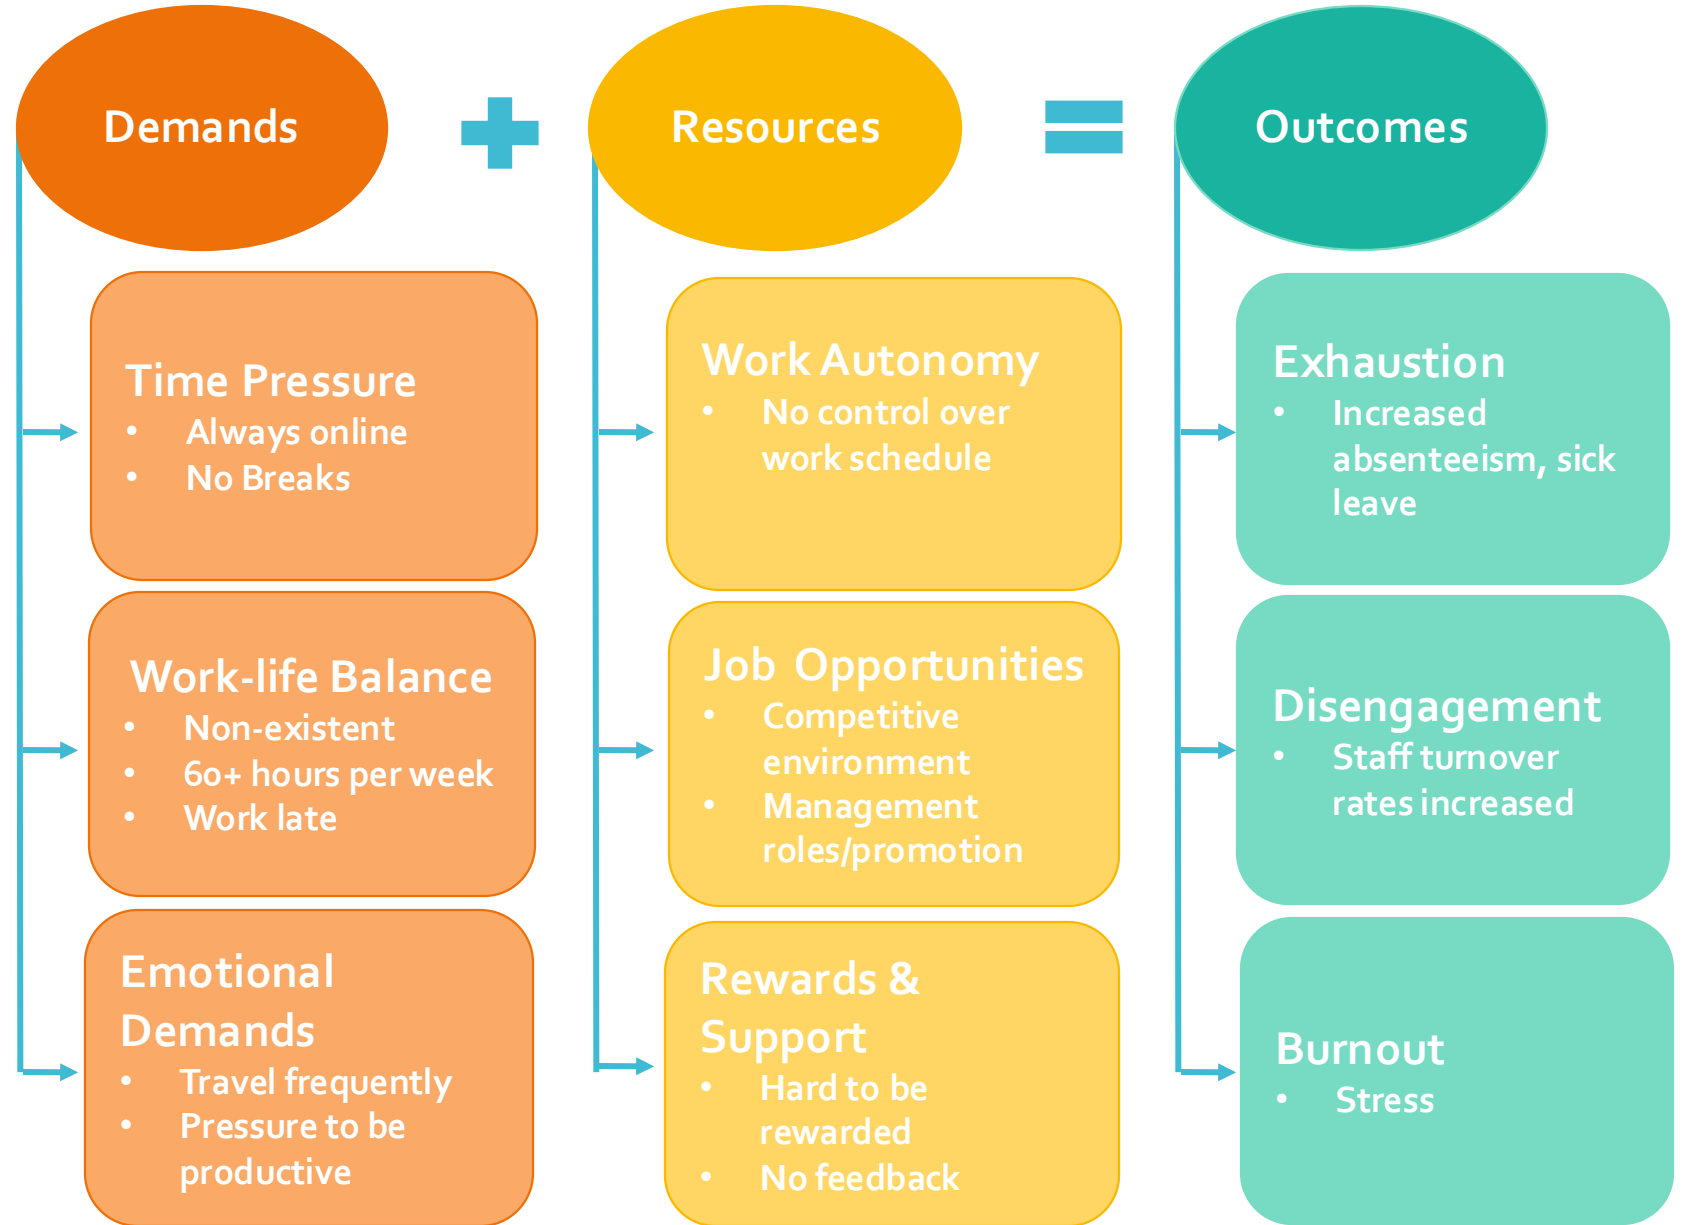 Demands
Resources
Outcomes
Time Pressure
• Always online
• No Breaks
Work-life Balance
• Non-existent
• 60+ hours per week
• Work late
Emotional
Demands
• Travel frequently
• Pressure to be
productive
Work Autonomy
• No control over
work schedule
Job Opportunities
• Competitive
environment
• Management
roles/promotion
Rewards &
Support
• Hard to be
rewarded
• No feedback
Exhaustion
• Increased
absenteeism, sick
leave
Disengagement
• Staff turnover
rates increased
Burnout
• Stress